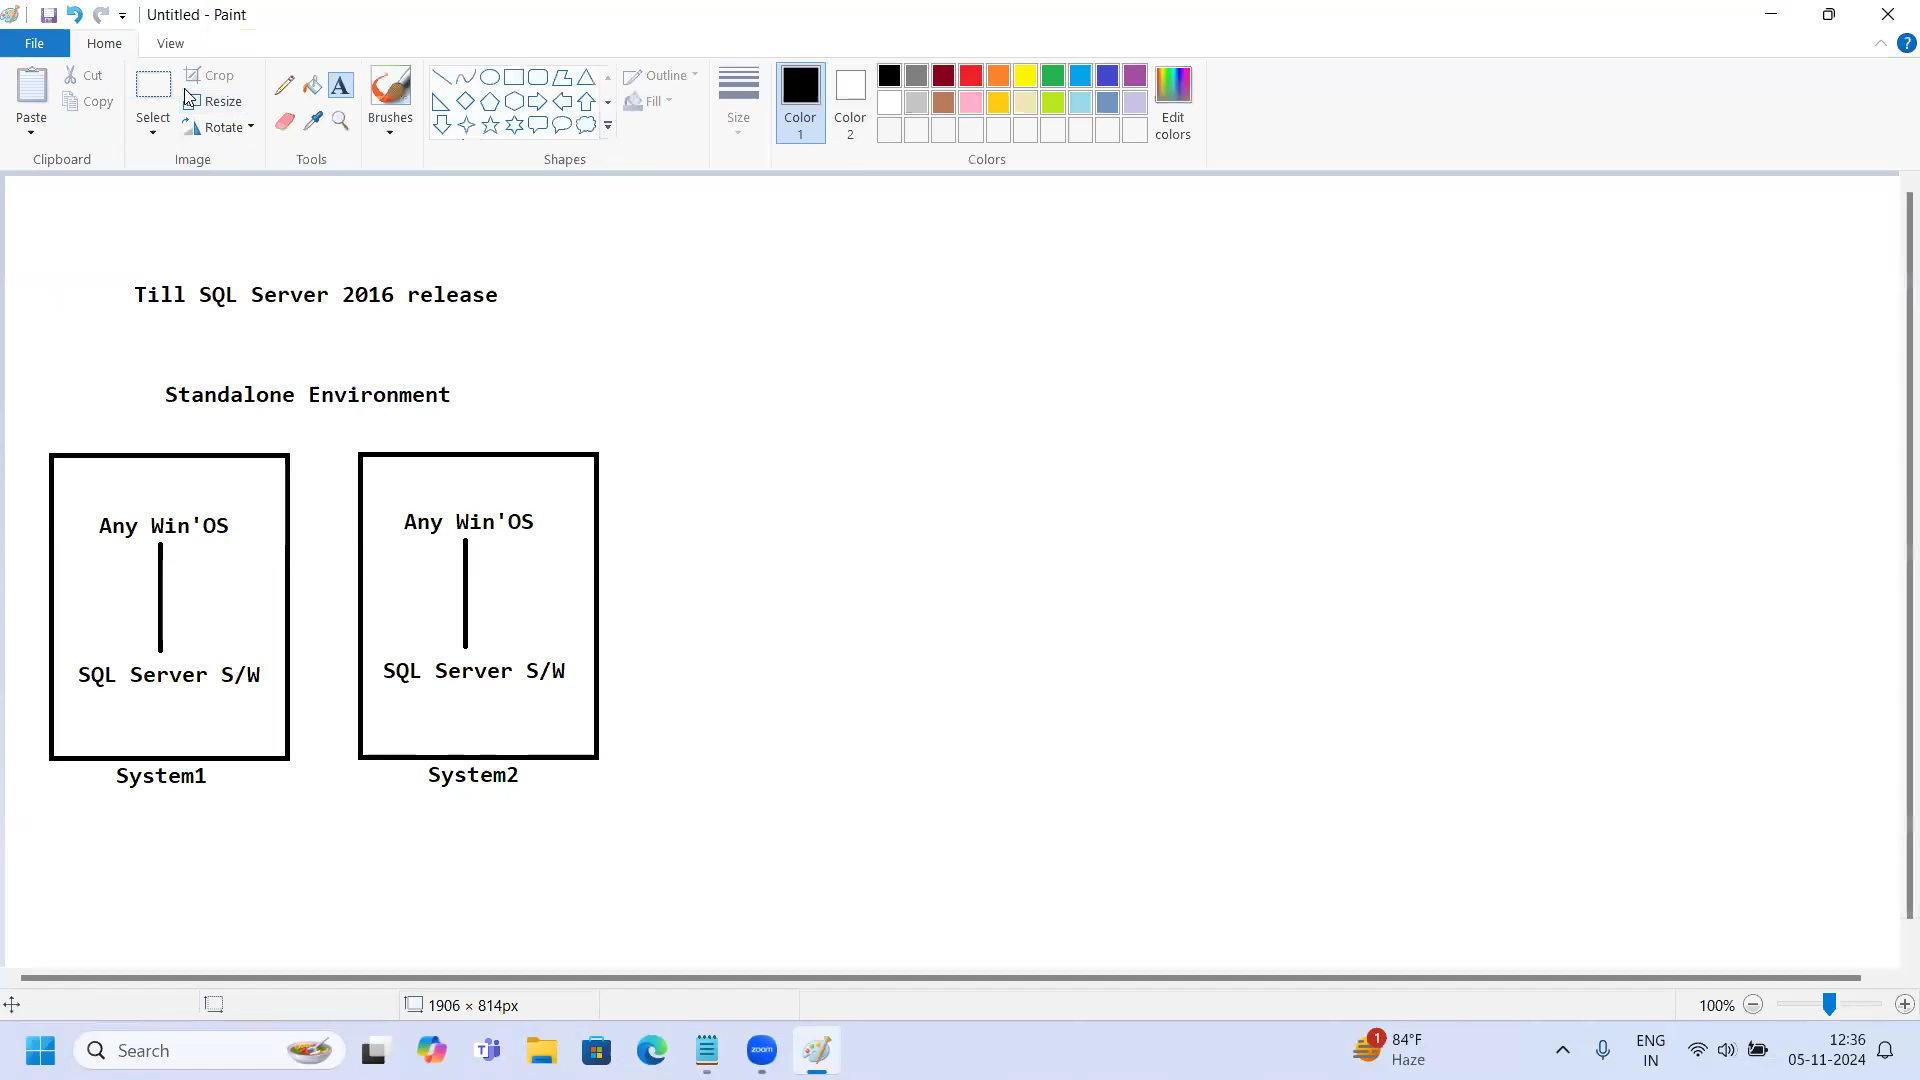 Untitled - Paint
File
Home
View
Paste
Cut
Copy
Clipboard
Select
Crop
Resize
Rotate
Image
Tools
Brushes
Shapes
Outline
Fill
Size
Color 1
Color 2
Edit colors
Colors
Till SQL Server 2016 release
Standalone Environment
Any Win'OS
SQL Server S/W
System1
Any Win'OS
SQL Server S/W
System2
1906 × 814px
100%
Search
zoom
1
84°F
Haze
ENG
IN
12:36
05-11-2024